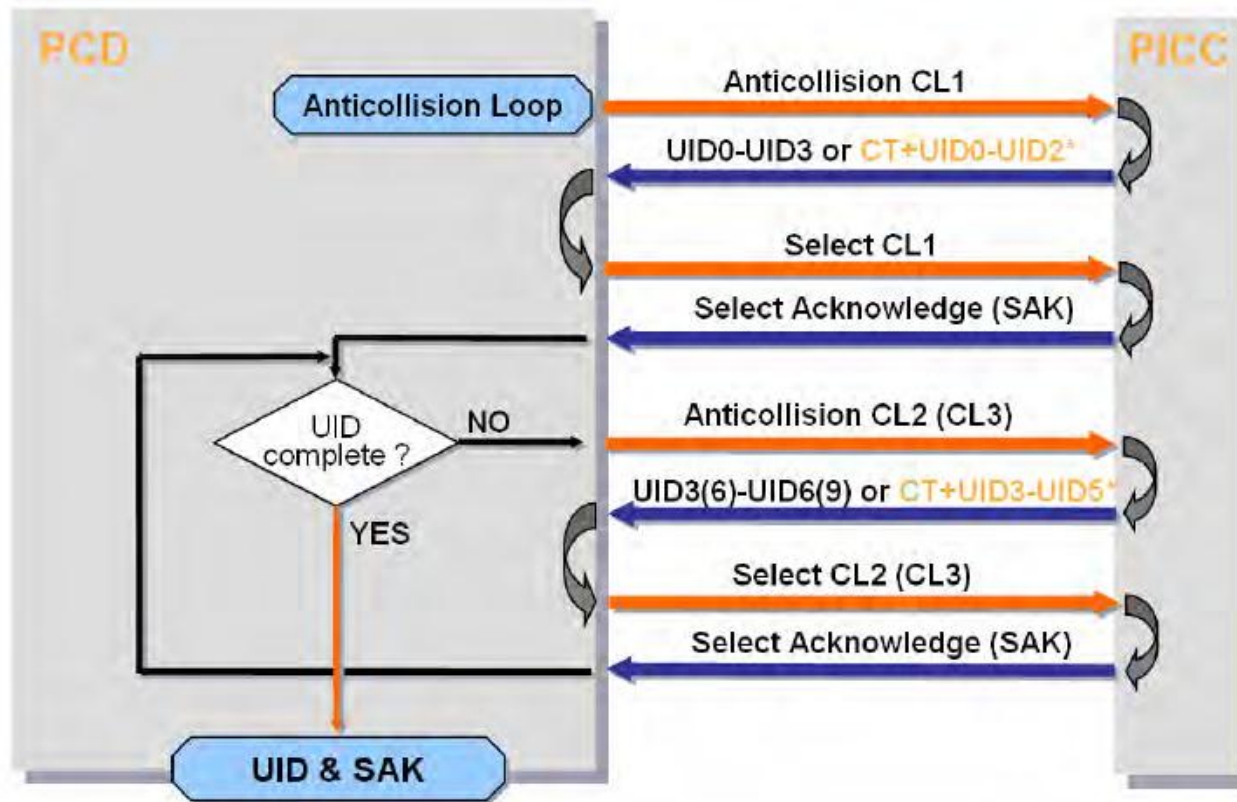 PCD
PICC
Anticollision Loop
Anticollision CL1
UID0-UID3 or CT+UID0-UID2*
Select CL1
Select Acknowledge (SAK)
UID
complete ?
NO
YES
Anticollision CL2 (CL3)
UID3(6)-UID6(9) or CT+UID3-UID5*
Select CL2 (CL3)
Select Acknowledge (SAK)
UID & SAK